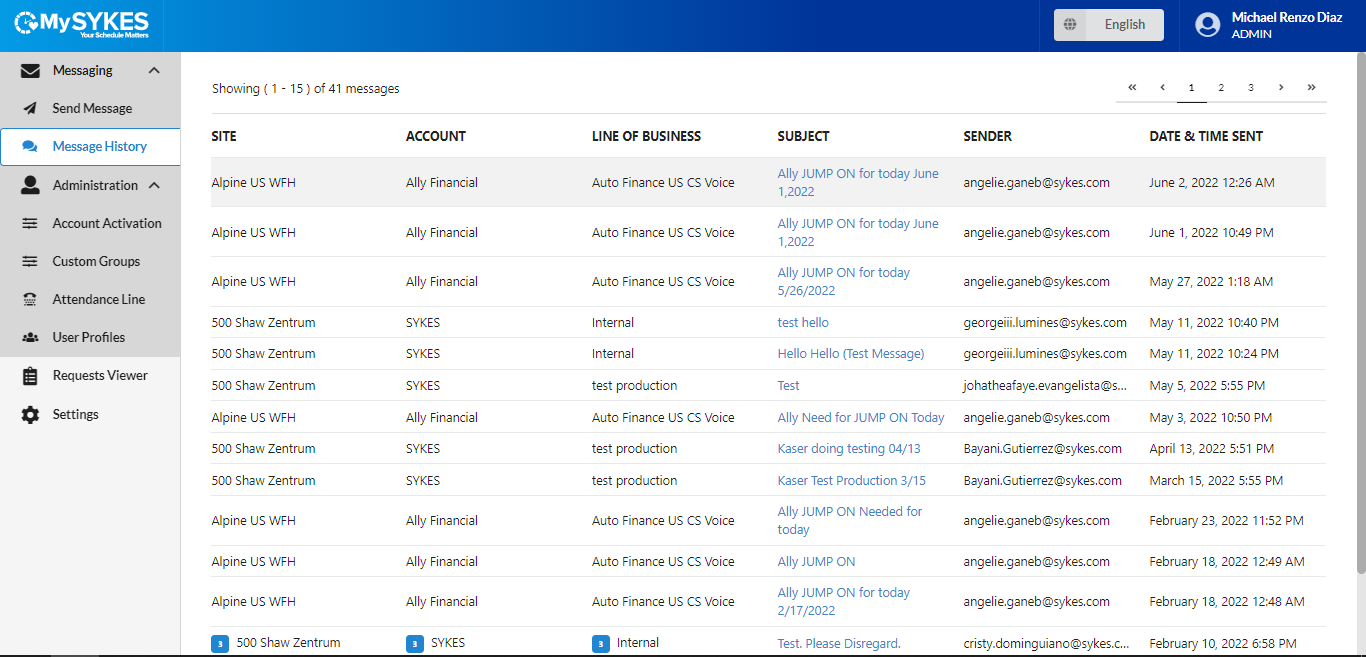 MySYKES
Your Schedule Matters
English
Michael Renzo Diaz
ADMIN
Messaging
Send Message
Message History
Administration
Account Activation
Custom Groups
Attendance Line
User Profiles
Requests Viewer
Settings
Showing ( 1 - 15 ) of 41 messages
« ‹ 1 2 3 › »
SITE ACCOUNT LINE OF BUSINESS SUBJECT SENDER DATE & TIME SENT
Alpine US WFH Ally Financial Auto Finance US CS Voice Ally JUMP ON for today June angelie.ganeb@sykes.com June 2, 2022 12:26 AM
1,2022
Alpine US WFH Ally Financial Auto Finance US CS Voice Ally JUMP ON for today June angelie.ganeb@sykes.com June 1, 2022 10:49 PM
1,2022
Alpine US WFH Ally Financial Auto Finance US CS Voice Ally JUMP ON for today angelie.ganeb@sykes.com May 27, 2022 1:18 AM
5/26/2022
500 Shaw Zentrum SYKES Internal test hello georgeiii.lumines@sykes.com May 11, 2022 10:40 PM
500 Shaw Zentrum SYKES Internal Hello Hello (Test Message) georgeiii.lumines@sykes.com May 11, 2022 10:24 PM
500 Shaw Zentrum SYKES test production Test johatheafaye.evangelista@s... May 5, 2022 5:55 PM
Alpine US WFH Ally Financial Auto Finance US CS Voice Ally Need for JUMP ON Today angelie.ganeb@sykes.com May 3, 2022 10:50 PM
500 Shaw Zentrum SYKES test production Kaser doing testing 04/13 Bayani.Gutierrez@sykes.com April 13, 2022 5:51 PM
500 Shaw Zentrum SYKES test production Kaser Test Production 3/15 Bayani.Gutierrez@sykes.com March 15, 2022 5:55 PM
Alpine US WFH Ally Financial Auto Finance US CS Voice Ally JUMP ON Needed for angelie.ganeb@sykes.com February 23, 2022 11:52 PM
today
Alpine US WFH Ally Financial Auto Finance US CS Voice Ally JUMP ON angelie.ganeb@sykes.com February 18, 2022 12:49 AM
Alpine US WFH Ally Financial Auto Finance US CS Voice Ally JUMP ON for today angelie.ganeb@sykes.com February 18, 2022 12:48 AM
2/17/2022
3 500 Shaw Zentrum 3 SYKES 3 Internal Test. Please Disregard. cristy.dominguiano@sykes.c... February 10, 2022 6:58 PM